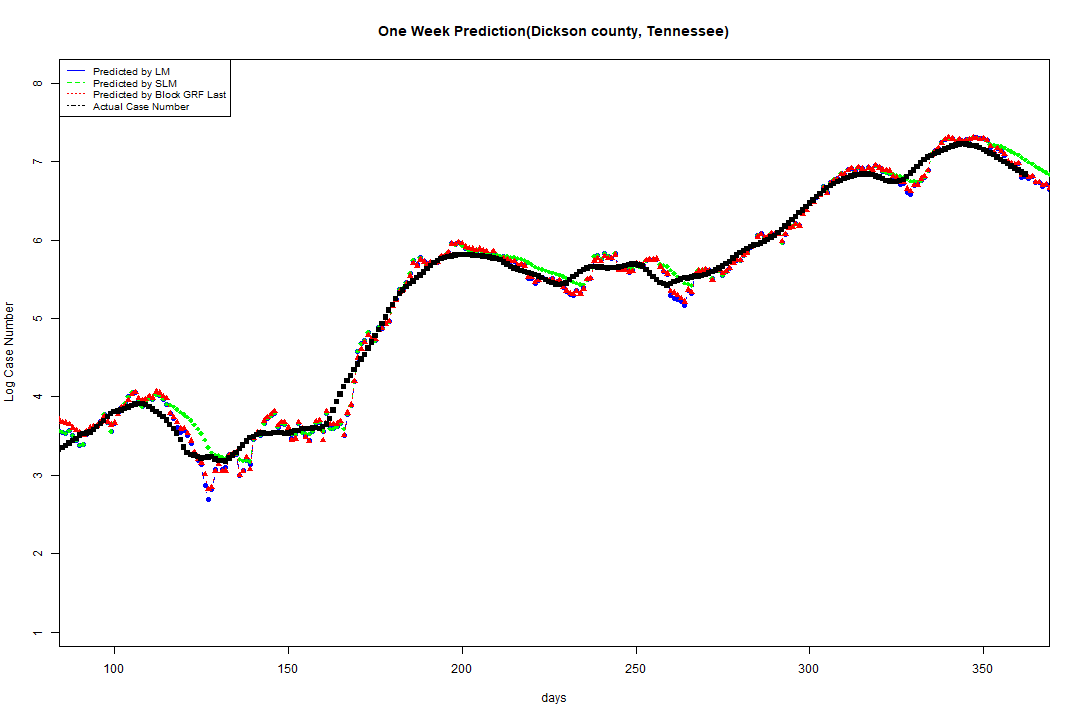 One Week Prediction(Dickson county, Tennessee)
Predicted by LM
Predicted by SLM
Predicted by Block GRF Last
Actual Case Number
8
7
6
5
4
3
2
1
Log Case Number
100 150 200 250 300 350
days